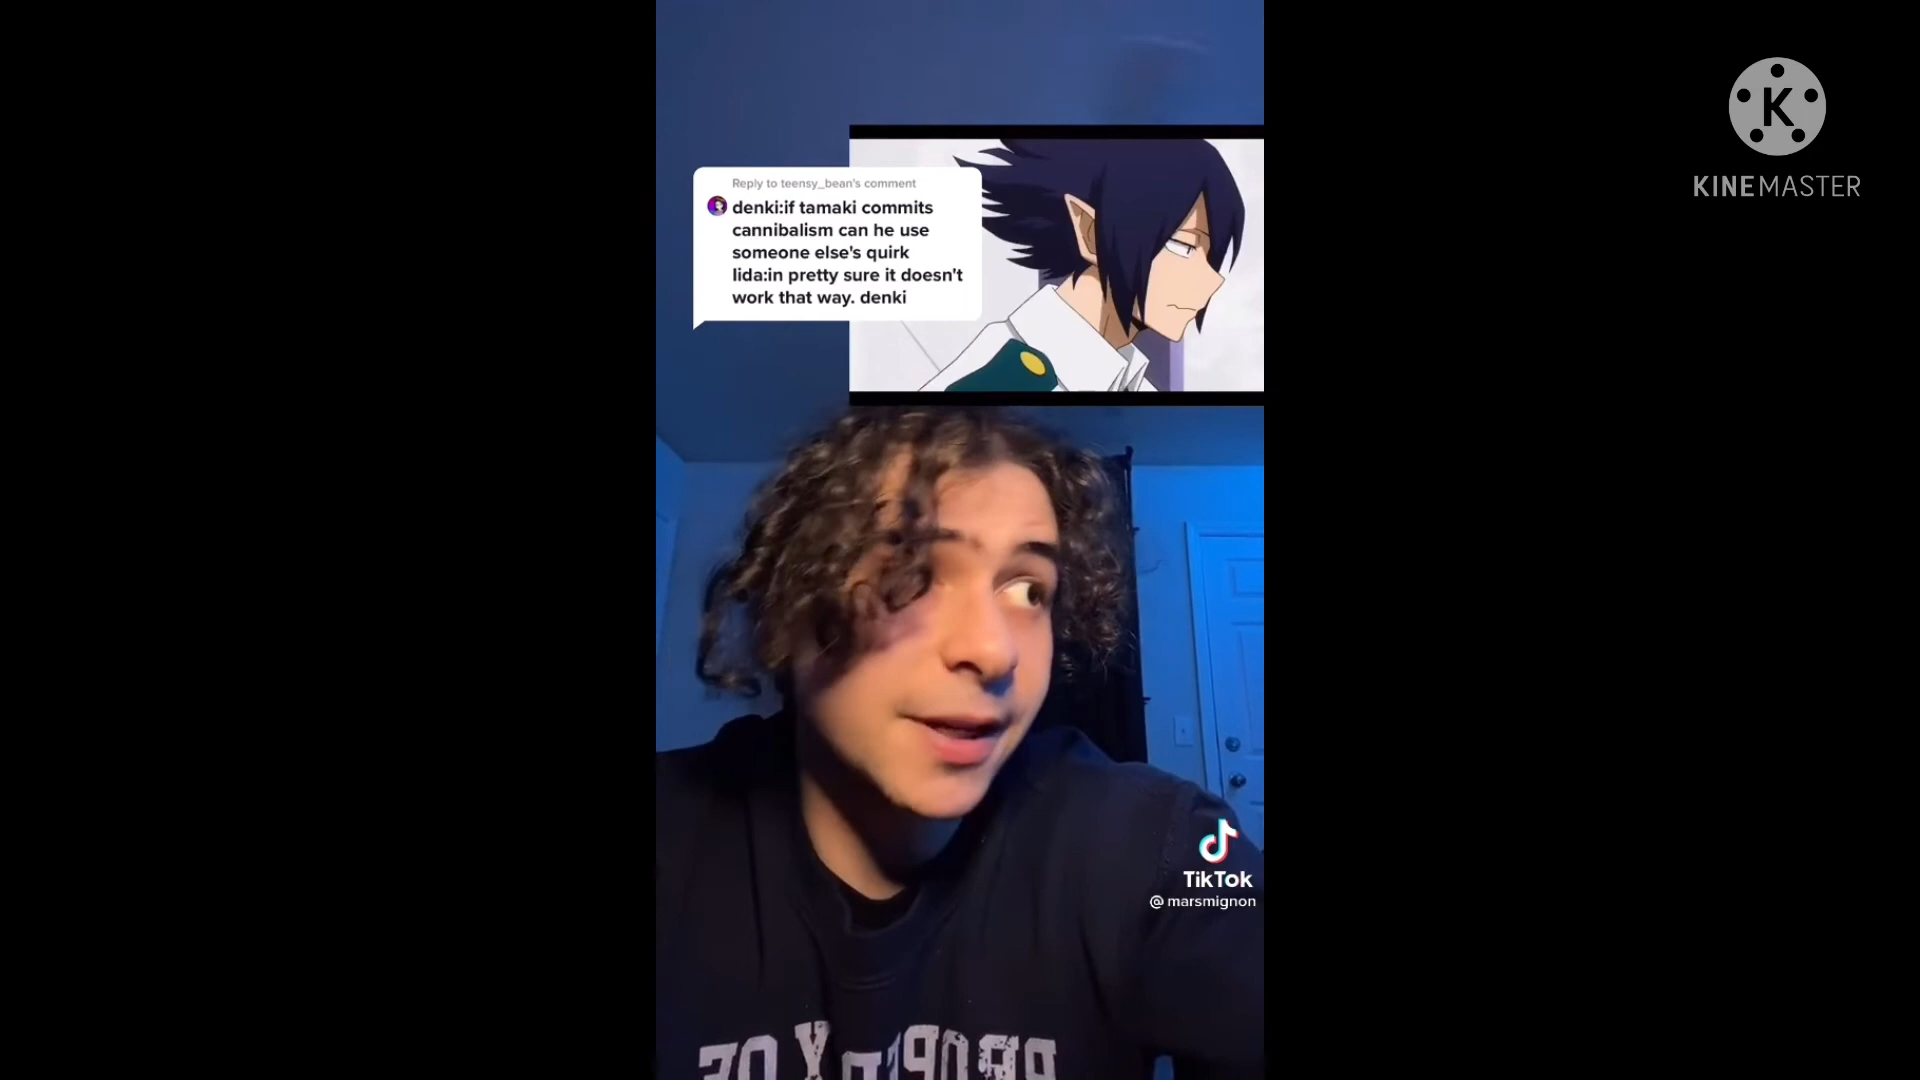 Reply to teensy_bean's comment
denki:if tamaki commits
cannibalism can he use
someone else's quirk
Iida:in pretty sure it doesn't
work that way. denki
K
KINEMASTER
TikTok
@marsmignon